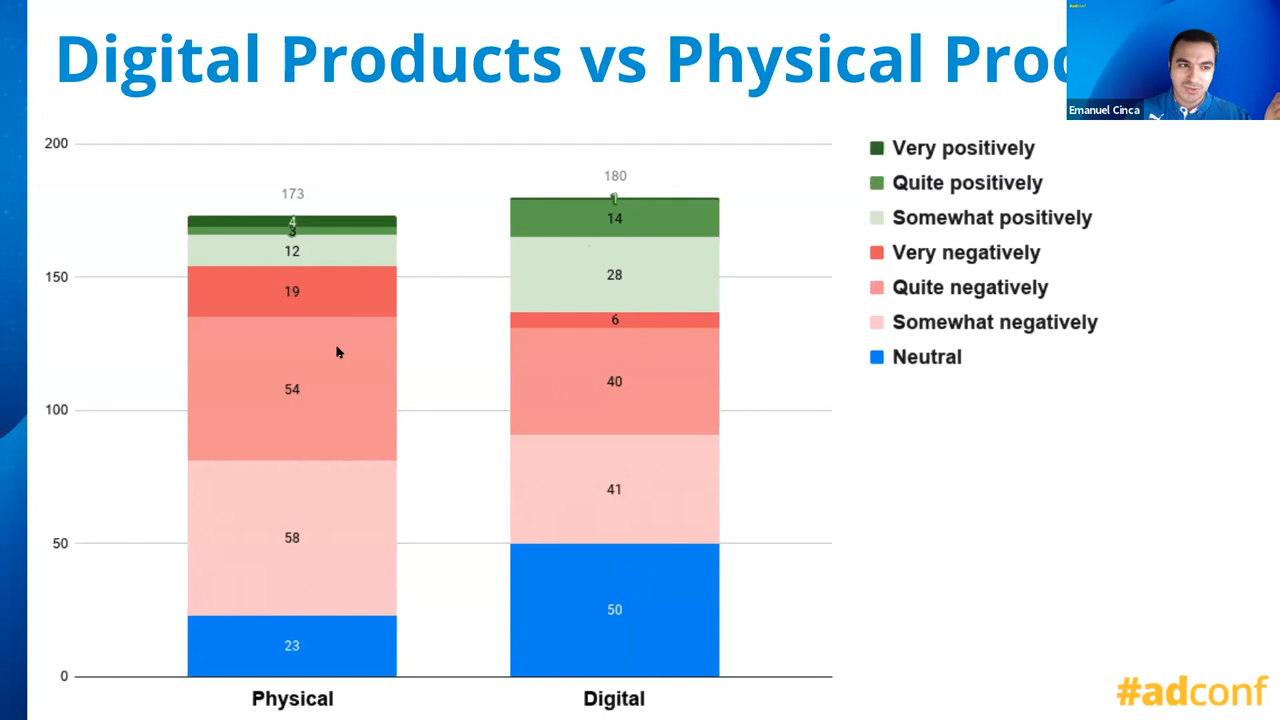 Digital Products vs Physical Proc
#adconf
Emanuel Cinca
200
150
100
50
0
173
4
3
12
19
54
58
23
180
1
14
28
6
40
41
50
Physical
Digital
Very positively
Quite positively
Somewhat positively
Very negatively
Quite negatively
Somewhat negatively
Neutral
#adconf